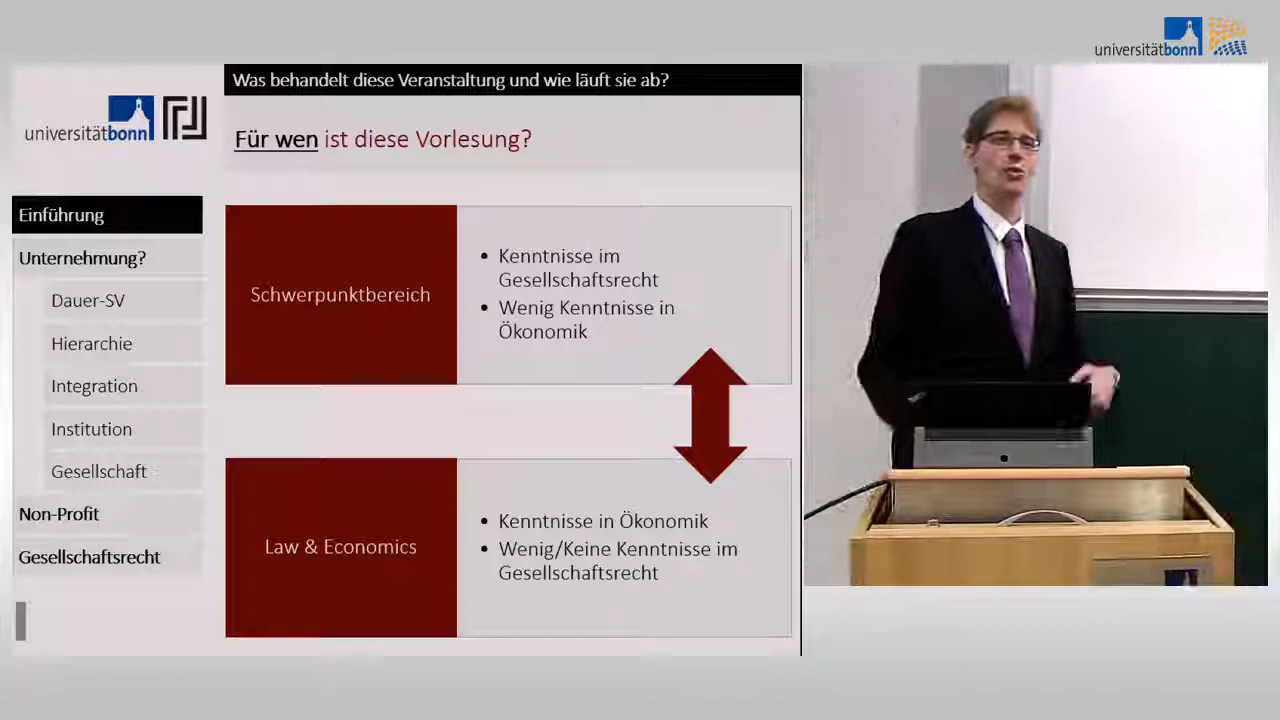 universitätbonn
Was behandelt diese Veranstaltung und wie läuft sie ab?
universitätbonn
Für wen ist diese Vorlesung?
Einführung
Unternehmung?
Dauer-SV
Hierarchie
Integration
Institution
Gesellschaft
Non-Profit
Gesellschaftsrecht
Schwerpunktbereich
• Kenntnisse im
Gesellschaftsrecht
• Wenig Kenntnisse in
Ökonomik
Law & Economics
• Kenntnisse in Ökonomik
• Wenig/Keine Kenntnisse im
Gesellschaftsrecht